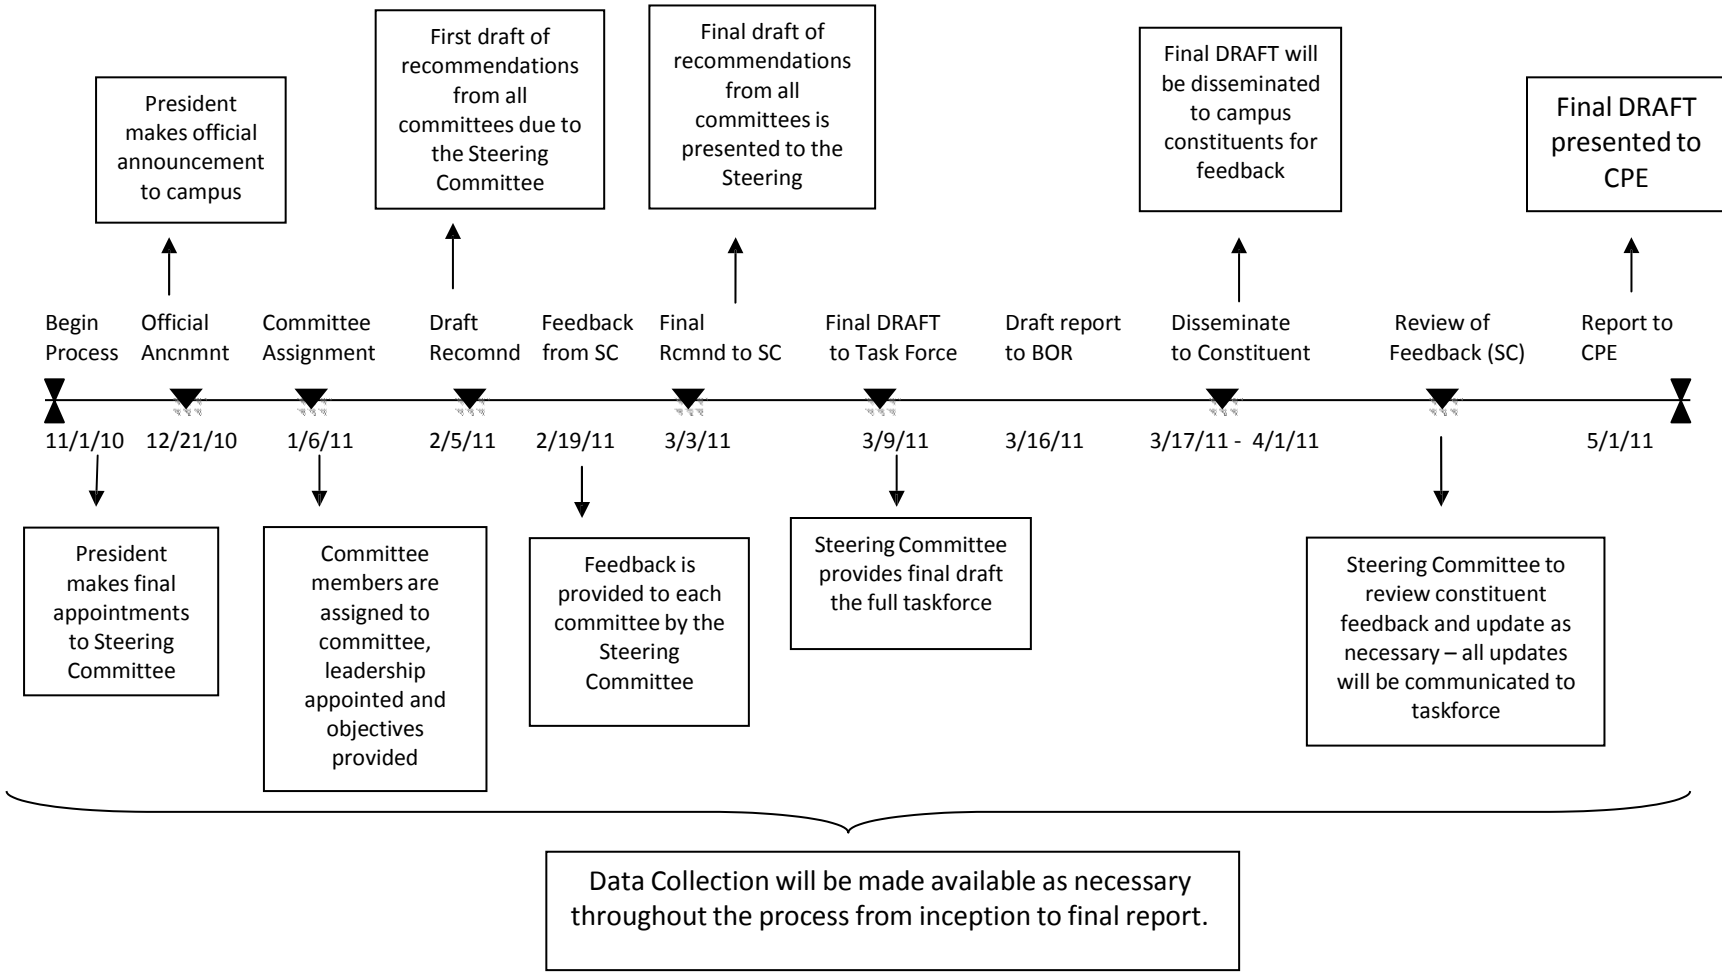 President
makes official
announcement
to campus
First draft of
recommendations
from all
committees due to
the Steering
Committee
Final draft of
recommendations
from all
committees is
presented to the
Steering
Final DRAFT will
be disseminated
to campus
constituents for
feedback
Final DRAFT
presented to
CPE
Begin
Process
Official
Ancnmnt
Committee
Assignment
Draft
Recomnd
Feedback
from SC
Final
Rcmnd to SC
Final DRAFT
to Task Force
Draft report
to BOR
Disseminate
to Constituent
Review of
Feedback (SC)
Report to
CPE
11/1/10
12/21/10
1/6/11
2/5/11
2/19/11
3/3/11
3/9/11
3/16/11
3/17/11 - 4/1/11
5/1/11
President
makes final
appointments
to Steering
Committee
Committee
members are
assigned to
committee,
leadership
appointed and
objectives
provided
Feedback is
provided to each
committee by the
Steering
Committee
Steering Committee
provides final draft
the full taskforce
Steering Committee to
review constituent
feedback and update as
necessary – all updates
will be communicated to
taskforce
Data Collection will be made available as necessary
throughout the process from inception to final report.